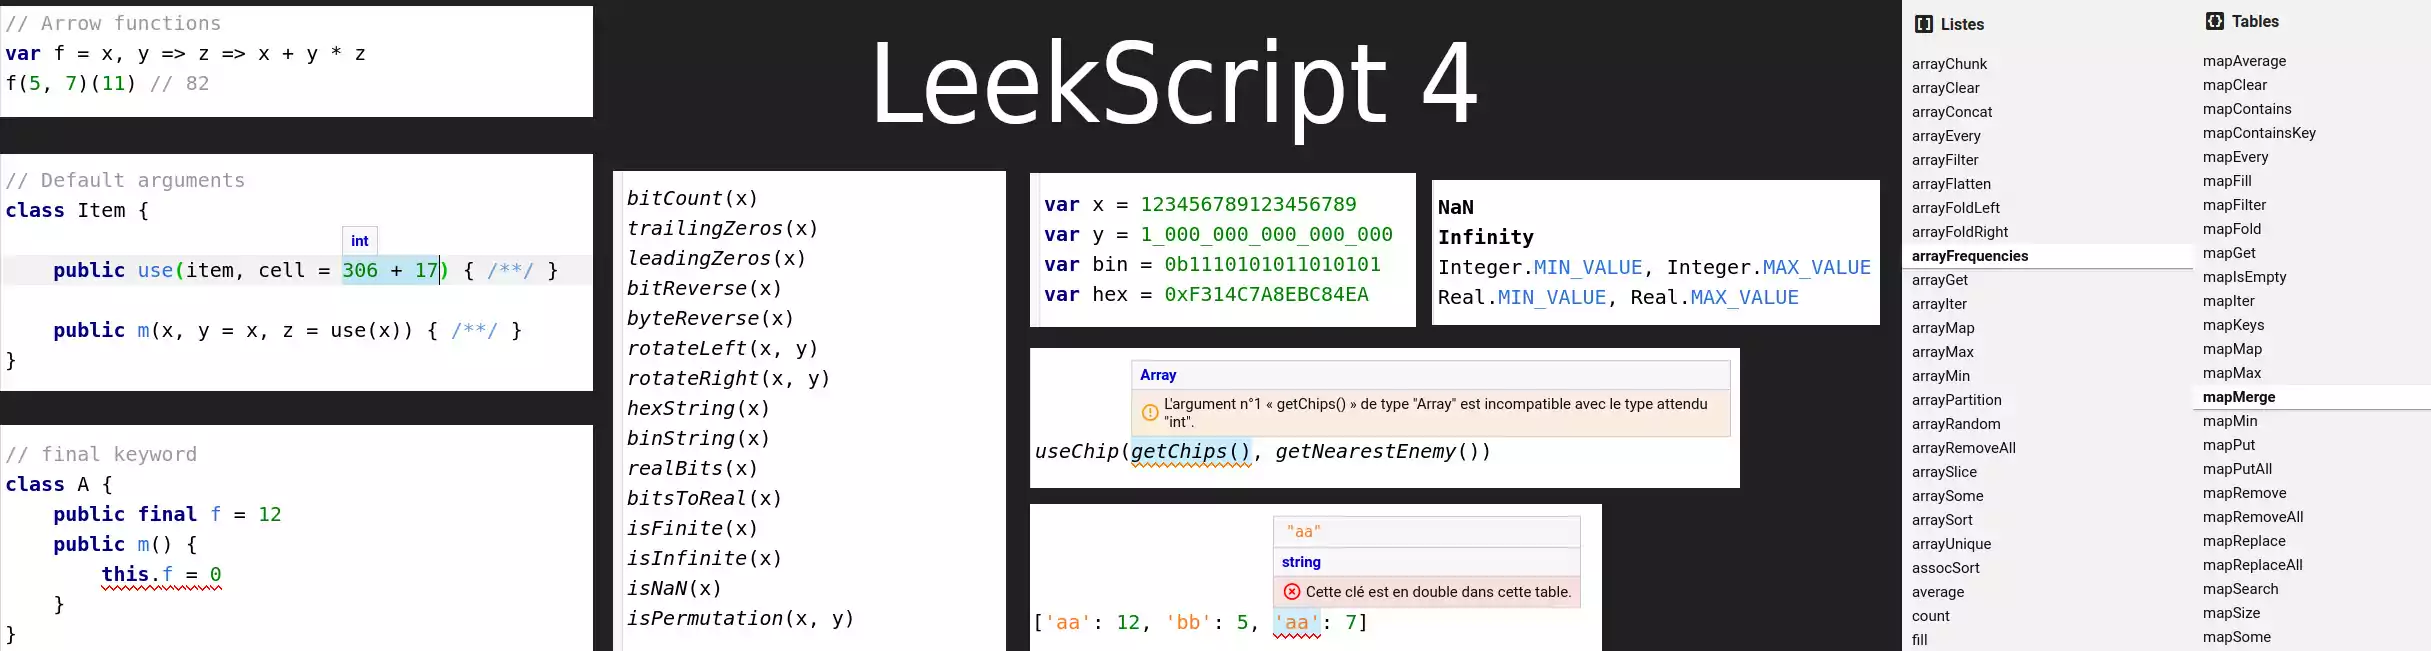 // Arrow functions
var f = x, y => z => x + y * z
f(5, 7)(11) // 82
// Default arguments
class Item {
int
public use(item, cell = 306 + 17) { /**/ }
public m(x, y = x, z = use(x)) { /**/ }
}
// final keyword
class A {
public final f = 12
public m() {
this.f = 0
}
}
LeekScript 4
bitCount(x)
trailingZeros(x)
leadingZeros(x)
bitReverse(x)
byteReverse(x)
rotateLeft(x, y)
rotateRight(x, y)
hexString(x)
binString(x)
realBits(x)
bitsToReal(x)
isFinite(x)
isInfinite(x)
isNaN(x)
isPermutation(x, y)
var x = 123456789123456789
var y = 1_000_000_000_000_000
var bin = 0b1110101011010101
var hex = 0xF314C7A8EBC84EA
NaN
Infinity
Integer.MIN_VALUE, Integer.MAX_VALUE
Real.MIN_VALUE, Real.MAX_VALUE
Array
L'argument n°1 « getChips() » de type "Array" est incompatible avec le type attendu
"int".
useChip(getChips(), getNearestEnemy())
"aa"
string
Cette clé est en double dans cette table.
['aa': 12, 'bb': 5, 'aa': 7]
[] Listes
arrayChunk
arrayClear
arrayConcat
arrayEvery
arrayFilter
arrayFlatten
arrayFoldLeft
arrayFoldRight
arrayFrequencies
arrayGet
arrayIter
arrayMap
arrayMax
arrayMin
arrayPartition
arrayRandom
arrayRemoveAll
arraySlice
arraySome
arraySort
arrayUnique
assocSort
average
count
fill
{} Tables
mapAverage
mapClear
mapContains
mapContainsKey
mapEvery
mapFill
mapFilter
mapFold
mapGet
mapIsEmpty
mapIter
mapKeys
mapMap
mapMax
mapMerge
mapMin
mapPut
mapPutAll
mapRemove
mapRemoveAll
mapReplace
mapReplaceAll
mapSearch
mapSize
mapSome